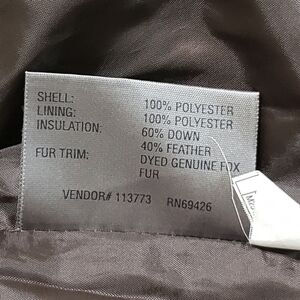 SHELL: 100% POLYESTER
LINING: 100% POLYESTER
INSULATION: 60% DOWN
40% FEATHER
FUR TRIM: DYED GENUINE FOX
FUR
VENDOR# 113773 RN69426